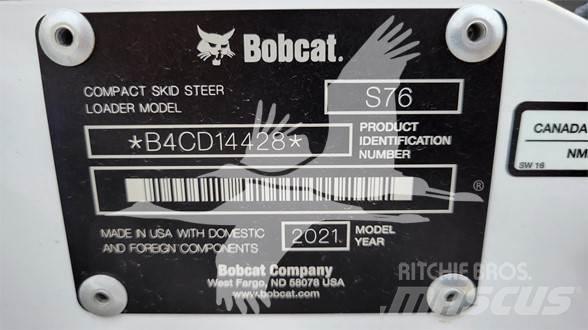 Bobcat.
COMPACT SKID STEER
LOADER MODEL
S76
*B4CD14428*
PRODUCT
IDENTIFICATION
NUMBER
®
MADE IN USA WITH DOMESTIC
AND FOREIGN COMPONENTS
2021
MODEL
YEAR
Bobcat Company
West Fargo, ND 58078 USA
www.bobcat.com
CANADA
NM
SW 16
RITCHIE BROS.
MASCUS